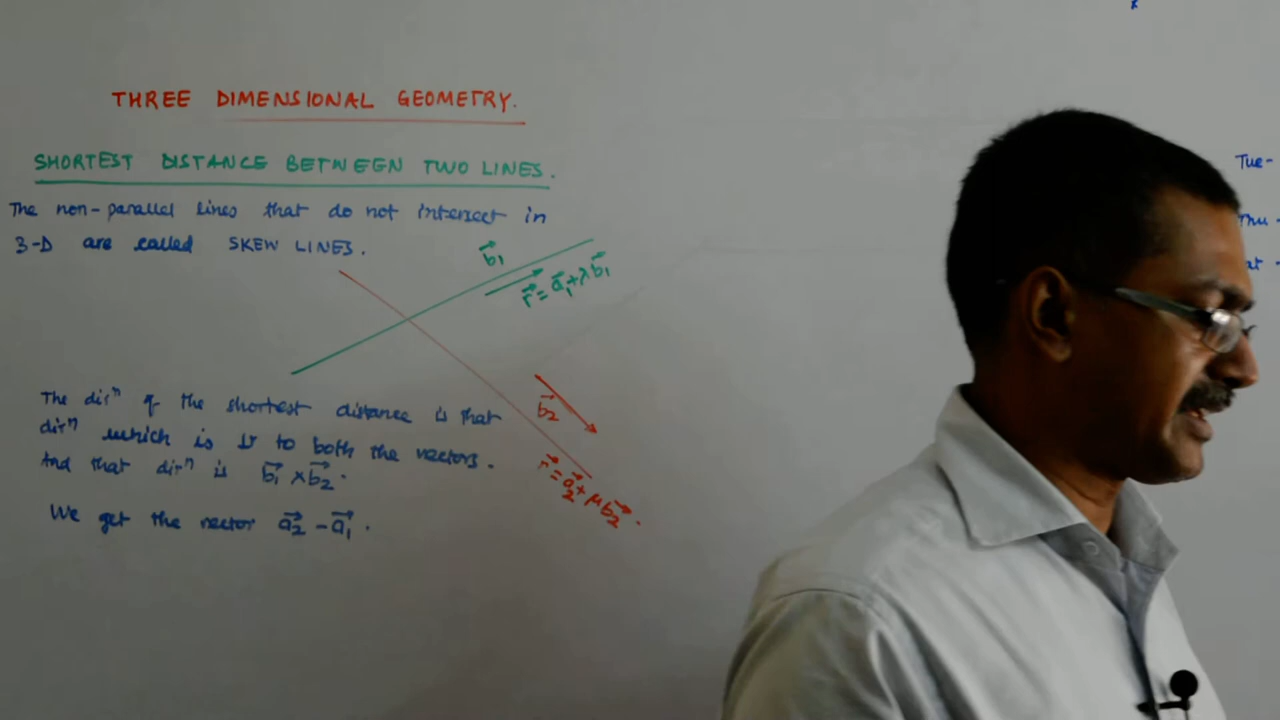 THREE DIMENSIONAL GEOMETRY.
SHORTEST DISTANCE BETWEEN TWO LINES.
The non-parallel lines that do not intersect in
3-D are called SKEW LINES.
b⃗₁
r⃗ = a⃗₁ + λb⃗₁
The dirⁿ of the shortest distance is that
dirⁿ which is ⊥r to both the vectors.
And that dirⁿ is b⃗₁ × b⃗₂.
We get the vector a⃗₂ - a⃗₁.
b⃗₂
r⃗ = a⃗₂ + μb⃗₂.
Tue-
Thu -
at -